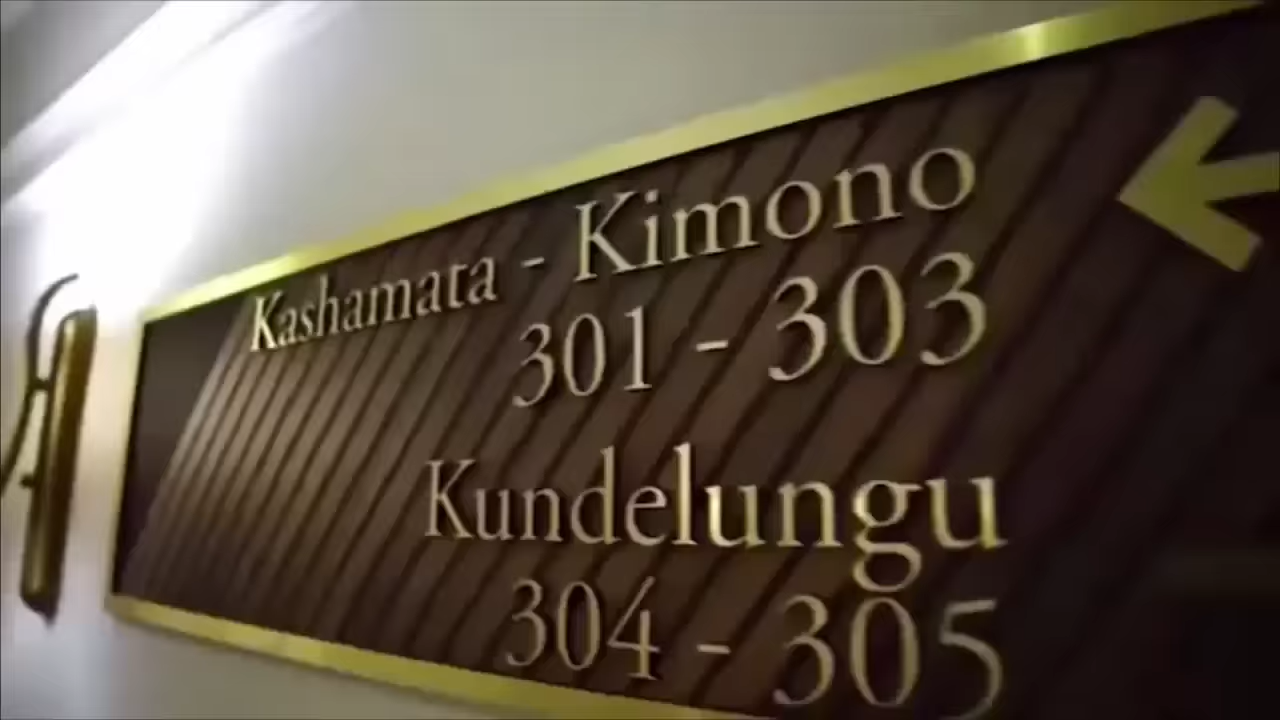 Kashamata - Kimono
301 - 303
Kundelungu
304 - 305